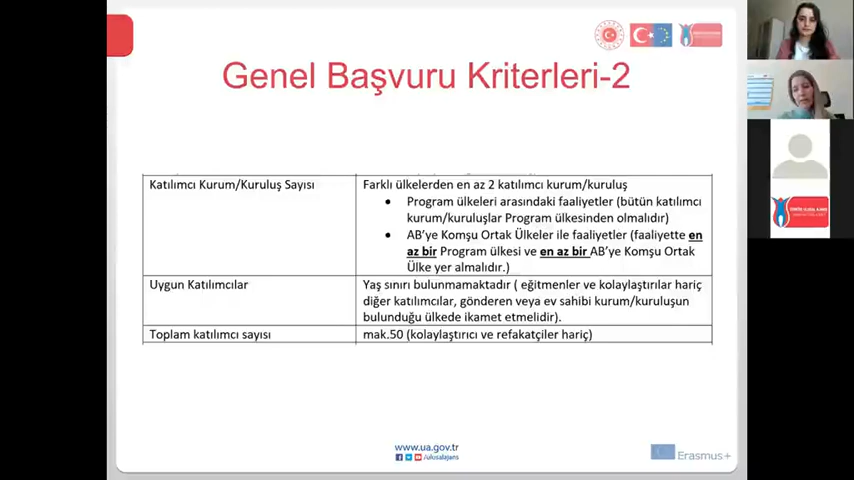 Genel Başvuru Kriterleri-2
Katılımcı Kurum/Kuruluş Sayısı
Farklı ülkelerden en az 2 katılımcı kurum/kuruluş
• Program ülkeleri arasındaki faaliyetler (bütün katılımcı
kurum/kuruluşlar Program ülkesinden olmalıdır)
• AB'ye Komşu Ortak Ülkeler ile faaliyetler (faaliyette en
az bir Program ülkesi ve en az bir AB'ye Komşu Ortak
Ülke yer almalıdır.)
Uygun Katılımcılar
Yaş sınırı bulunmamaktadır ( eğitmenler ve kolaylaştırılar hariç
diğer katılımcılar, gönderen veya ev sahibi kurum/kuruluşun
bulunduğu ülkede ikamet etmelidir).
Toplam katılımcı sayısı
mak.50 (kolaylaştırıcı ve refakatçiler hariç)
www.ua.gov.tr
/ulusalajans
Erasmus+